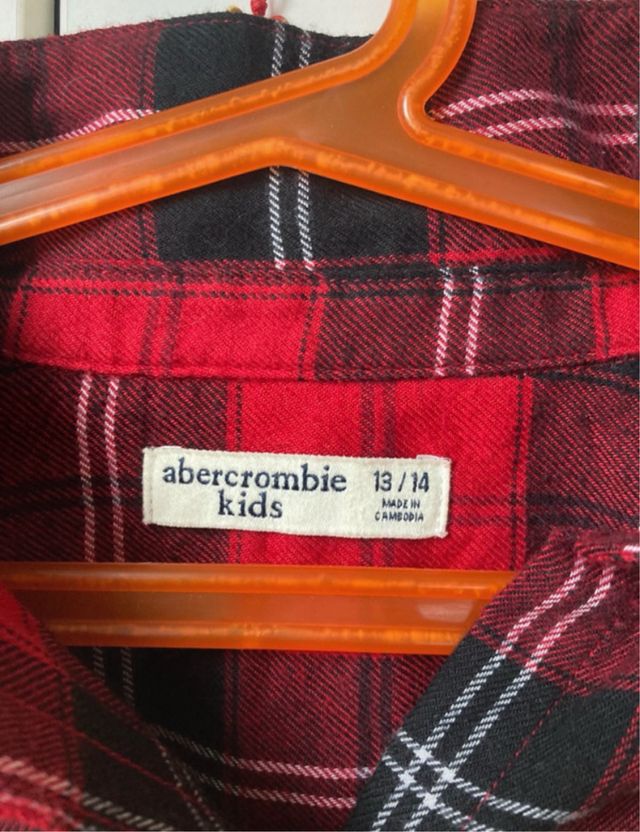 abercrombie
kids
13/14
MADE IN
CAMBODIA